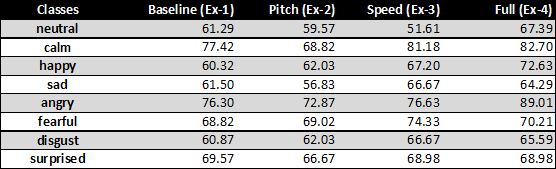 Classes Baseline (Ex-1) Pitch (Ex-2) Speed (Ex-3) Full (Ex-4)
neutral 61.29 59.57 51.61 67.39
calm 77.42 68.82 81.18 82.70
happy 60.32 62.03 67.20 72.63
sad 61.50 56.83 66.67 64.29
angry 76.30 72.87 76.63 89.01
fearful 68.82 69.02 74.33 70.21
disgust 60.87 62.03 66.67 65.59
surprised 69.57 66.67 68.98 68.98